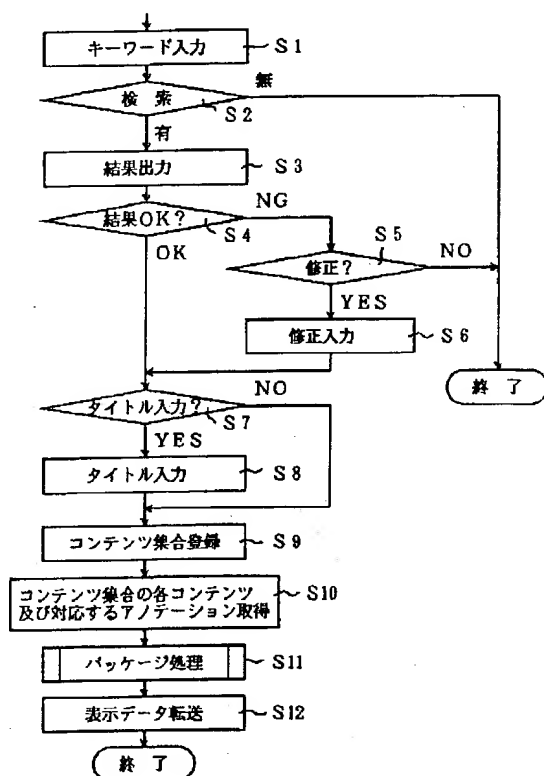 キーワード入力 S1
検 索 S2
無
有
結果出力 S3
結果OK? S4
NG
OK
修正? S5
NO
YES
修正入力 S6
終 了
タイトル入力? S7
NO
YES
タイトル入力 S8
コンテンツ集合登録 S9
コンテンツ集合の各コンテンツ
及び対応するアノテーション取得 S10
パッケージ処理 S11
表示データ転送 S12
終 了